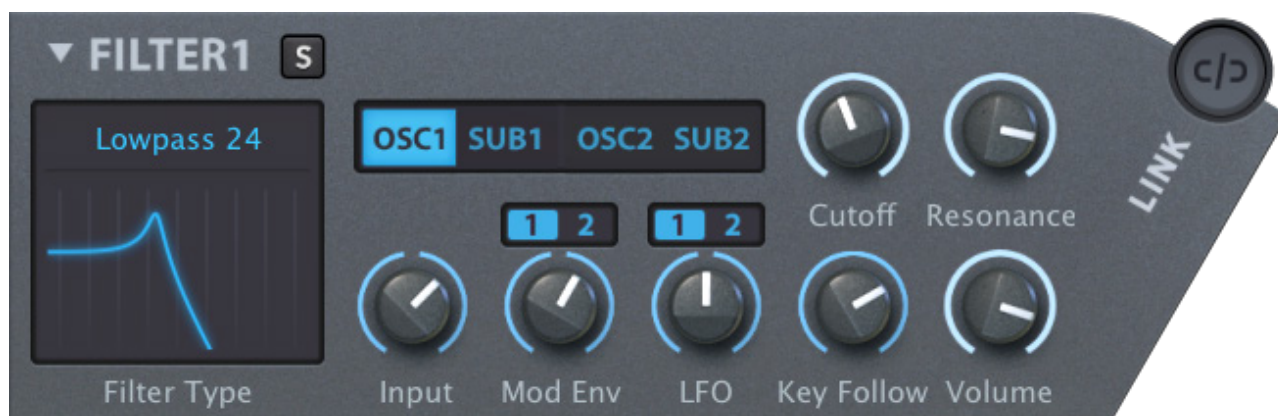 FILTER1 S
Lowpass 24
Filter Type
OSC1 SUB1 OSC2 SUB2
1 2
1 2
Cutoff Resonance
Input Mod Env LFO Key Follow Volume
LINK